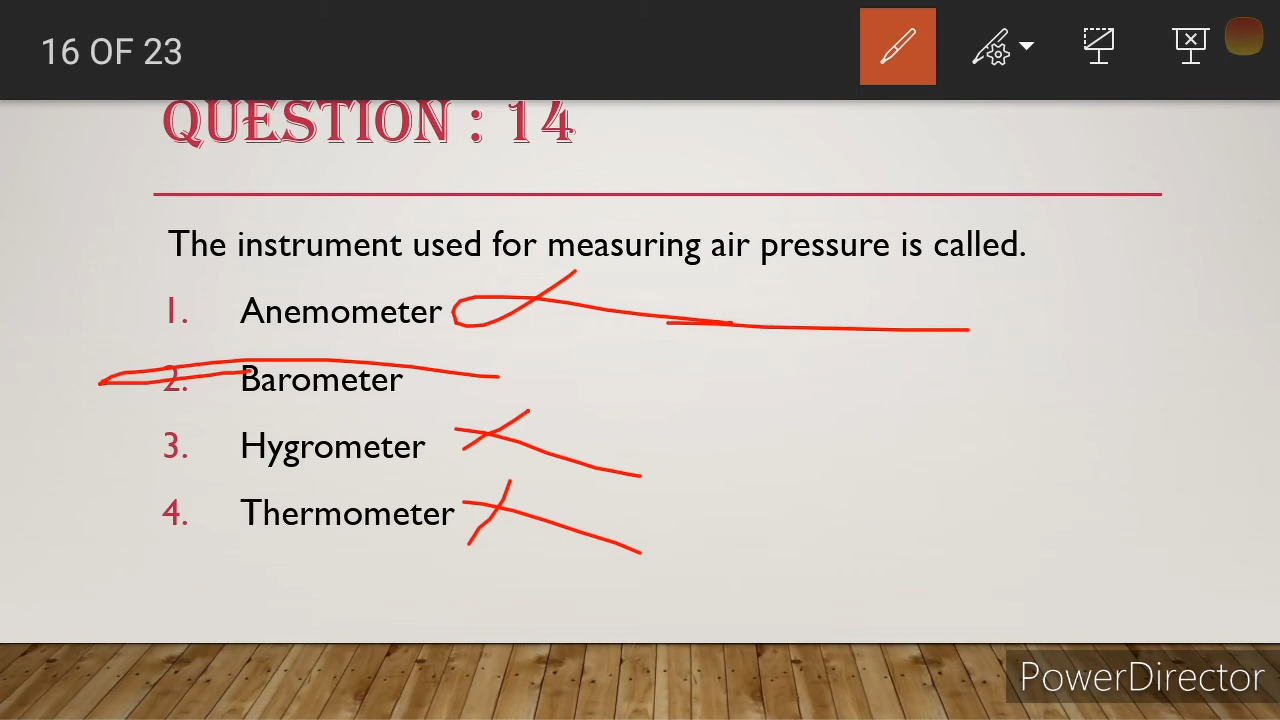 16 OF 23
QUESTION : 14
The instrument used for measuring air pressure is called.
1. Anemometer
2. Barometer
3. Hygrometer
4. Thermometer
PowerDirector